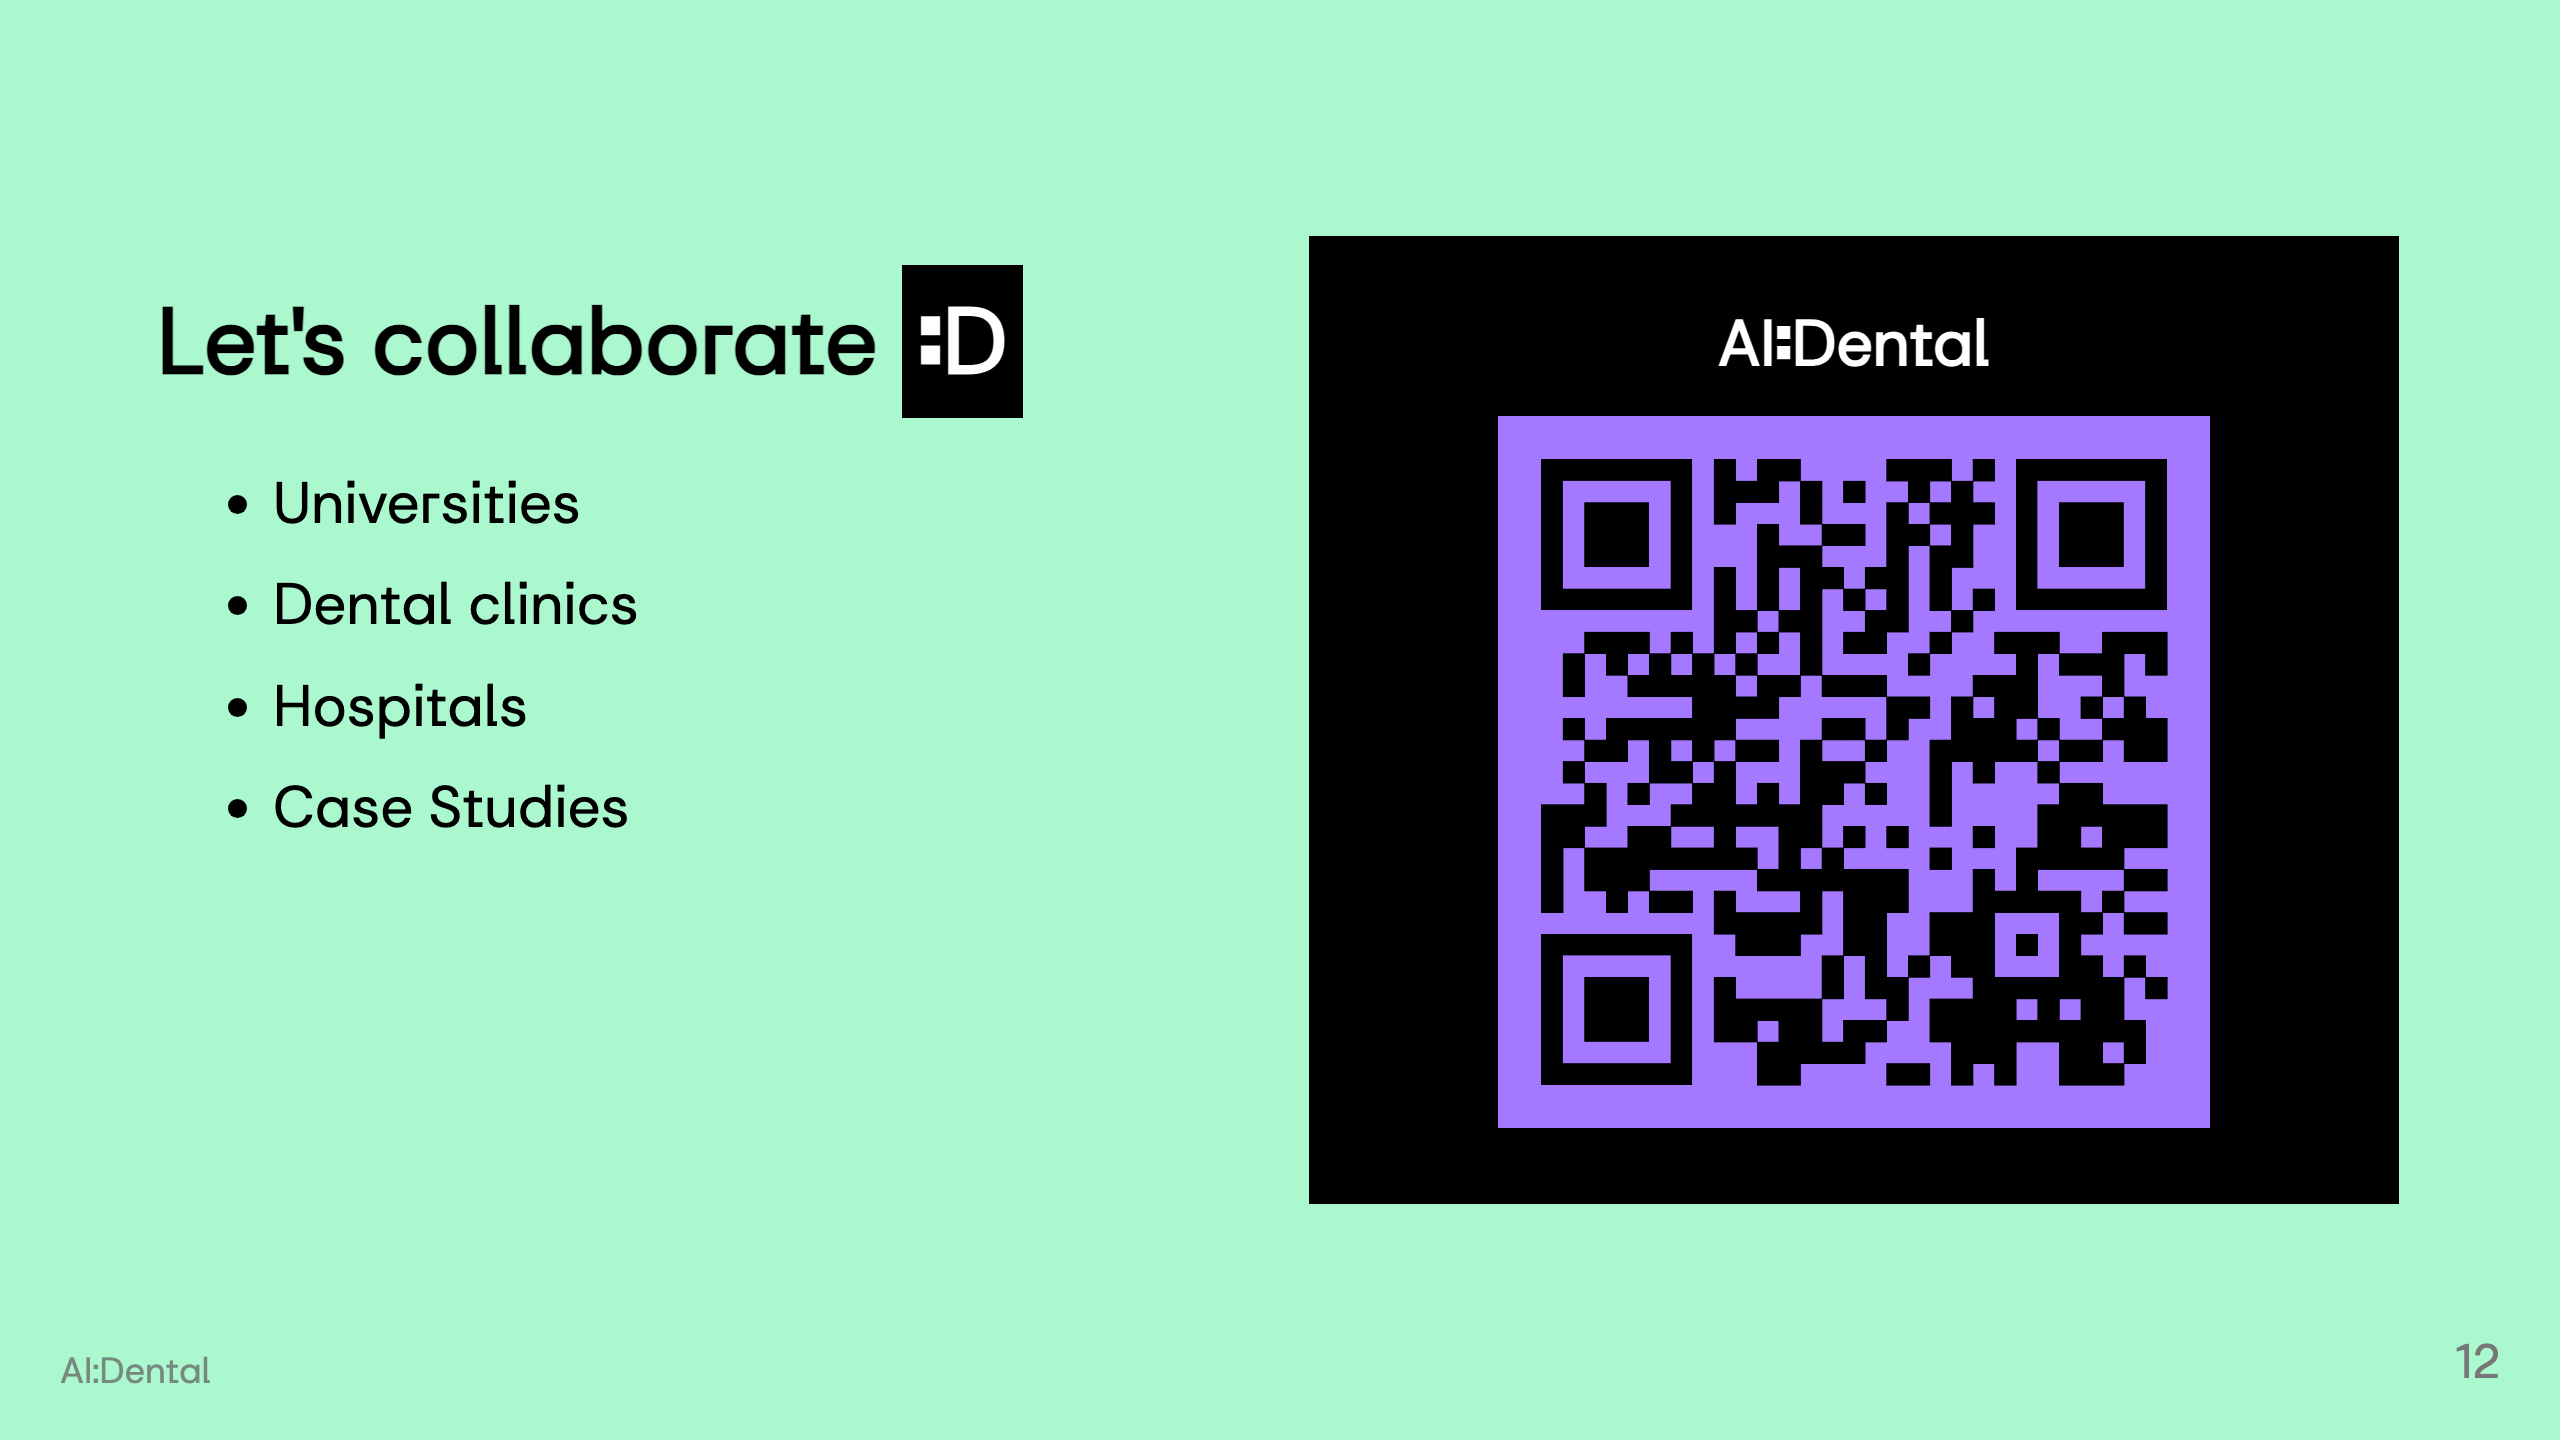 Let's collaborate :D
• Universities
• Dental clinics
• Hospitals
• Case Studies
AI:Dental
AI:Dental
12